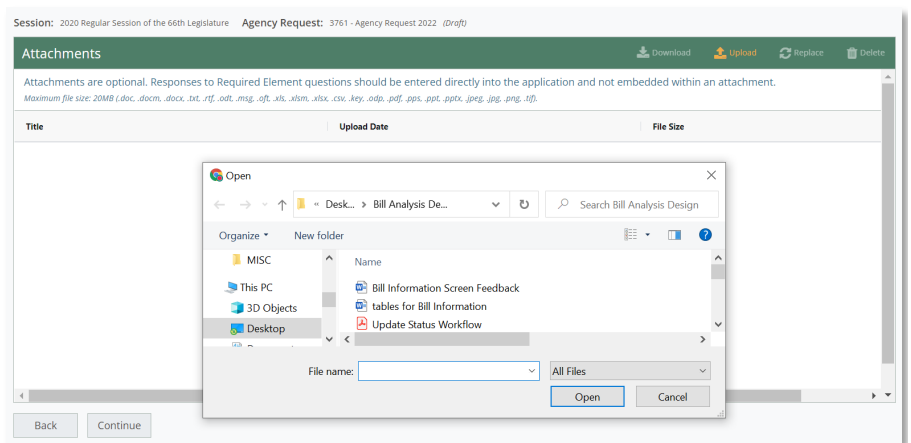 Session: 2020 Regular Session of the 66th Legislature Agency Request: 3761 - Agency Request 2022 (Draft)
Attachments Download Upload Replace Delete
Attachments are optional. Responses to Required Element questions should be entered directly into the application and not embedded within an attachment.
Maximum file size: 20MB (.doc, .docm, .docx, .txt, .rtf, .odt, .msg, .oft, .xls, .xlsm, .xlsx, .csv, .key, .odp, .pdf, .pps, .ppt, .pptx, .jpeg, .jpg, .png, .tif).
Title Upload Date File Size
Open
« Desk... > Bill Analysis De... Search Bill Analysis Design
Organize New folder
MISC
This PC
3D Objects
Desktop
Name
Bill Information Screen Feedback
tables for Bill Information
Update Status Workflow
File name: All Files
Open Cancel
Back Continue